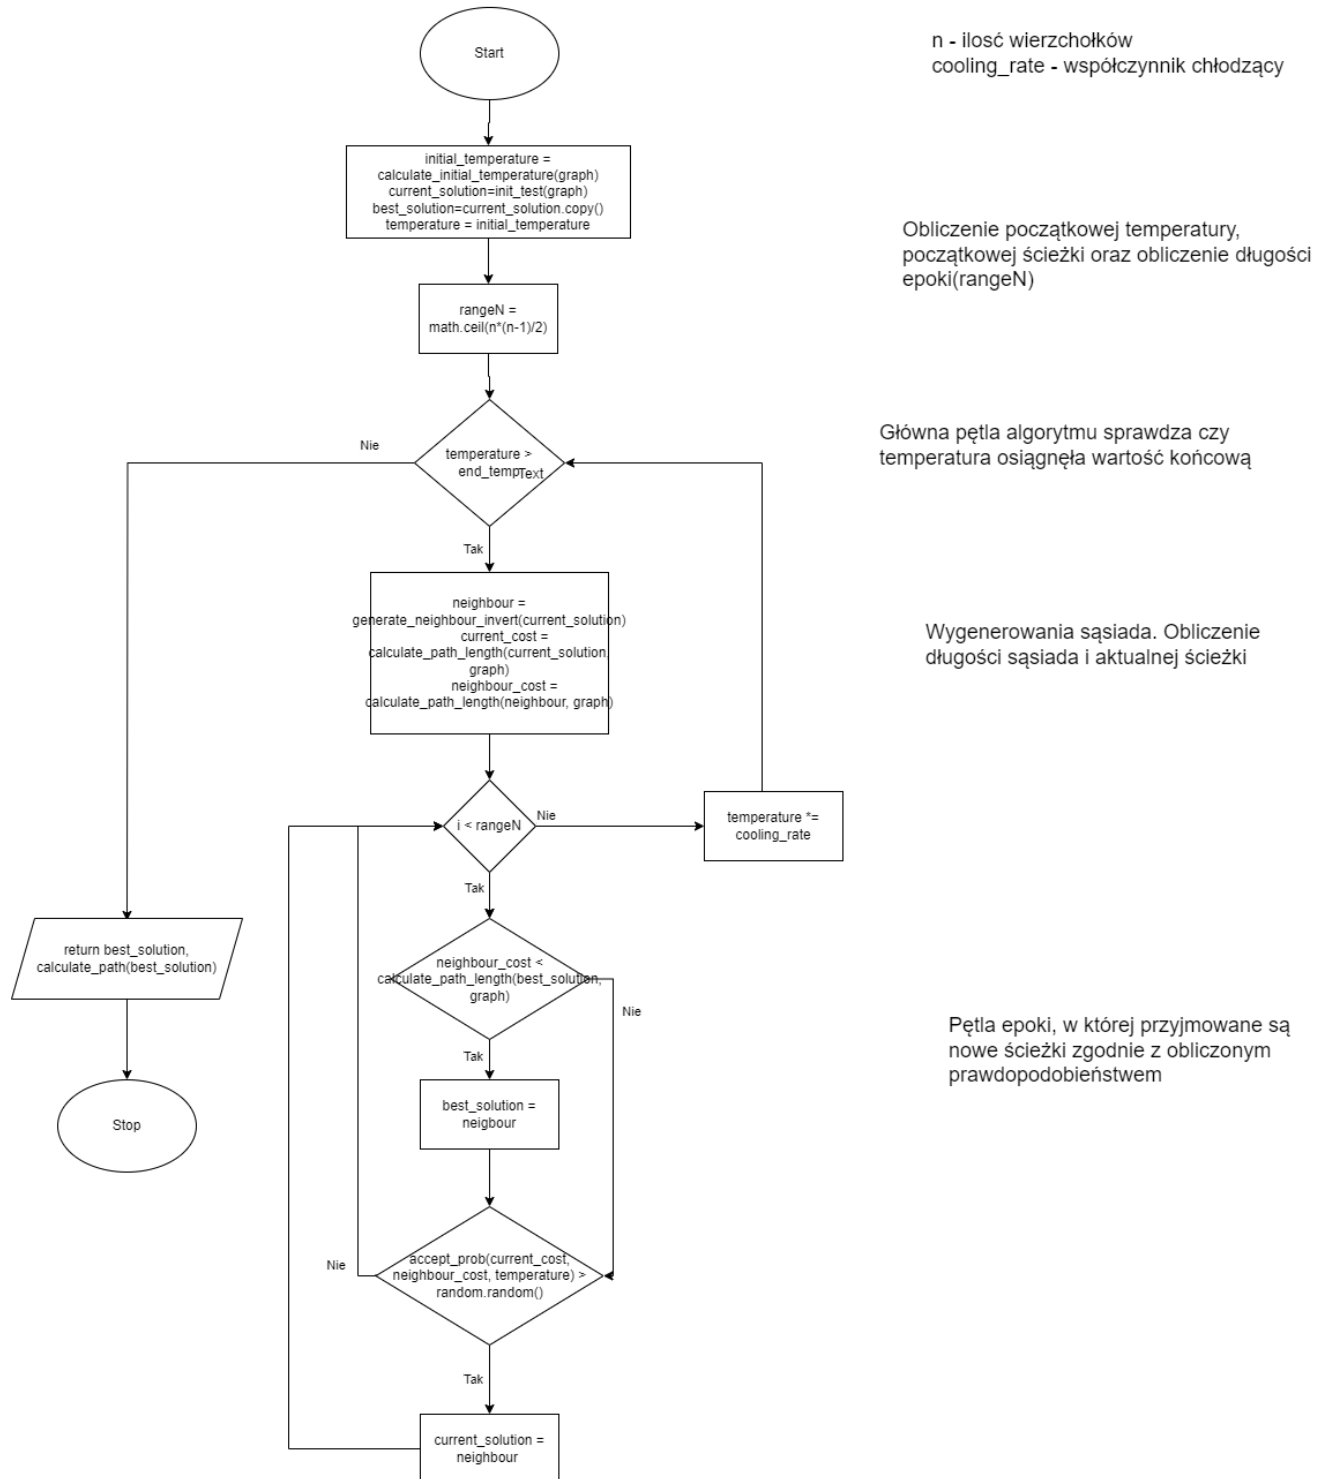 Start
n - ilosć wierzchołków
cooling_rate - współczynnik chłodzący
initial_temperature =
calculate_initial_temperature(graph)
current_solution=init_test(graph)
best_solution=current_solution.copy()
temperature = initial_temperature
Obliczenie początkowej temperatury,
początkowej ścieżki oraz obliczenie długości
epoki(rangeN)
rangeN =
math.ceil(n*(n-1)/2)
Nie
temperature >
end_temp
Text
Główna pętla algorytmu sprawdza czy
temperatura osiągnęła wartość końcową
Tak
neighbour =
generate_neighbour_invert(current_solution)
current_cost =
calculate_path_length(current_solution,
graph)
neighbour_cost =
calculate_path_length(neighbour, graph)
Wygenerowania sąsiada. Obliczenie
długości sąsiada i aktualnej ścieżki
i < rangeN
Nie
temperature *=
cooling_rate
Tak
return best_solution,
calculate_path(best_solution)
neighbour_cost <
calculate_path_length(best_solution,
graph)
Nie
Pętla epoki, w której przyjmowane są
nowe ścieżki zgodnie z obliczonym
prawdopodobieństwem
Tak
best_solution =
neigbour
Stop
accept_prob(current_cost,
neighbour_cost, temperature) >
random.random()
Nie
Tak
current_solution =
neighbour